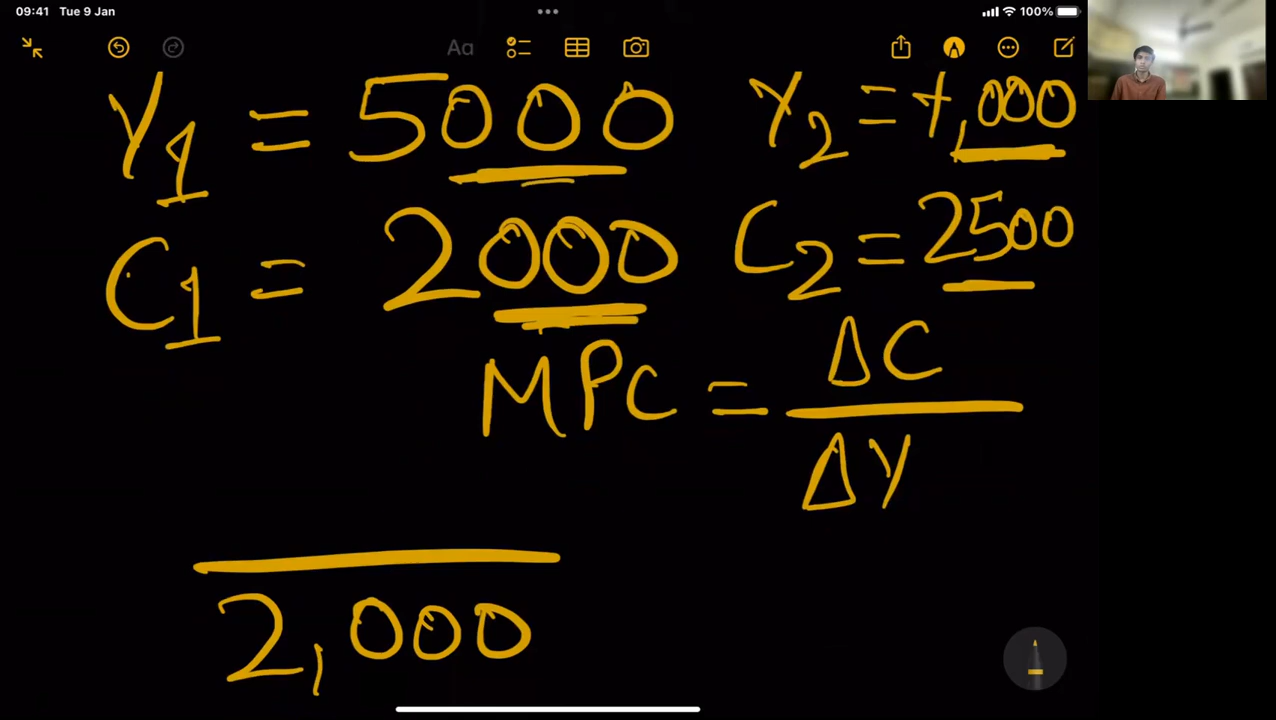 09:41 Tue 9 Jan
100%
Aa
Y1 = 5000
Y2 = 7,000
C1 = 2000
C2 = 2500
MPC = ΔC
ΔY
2,000